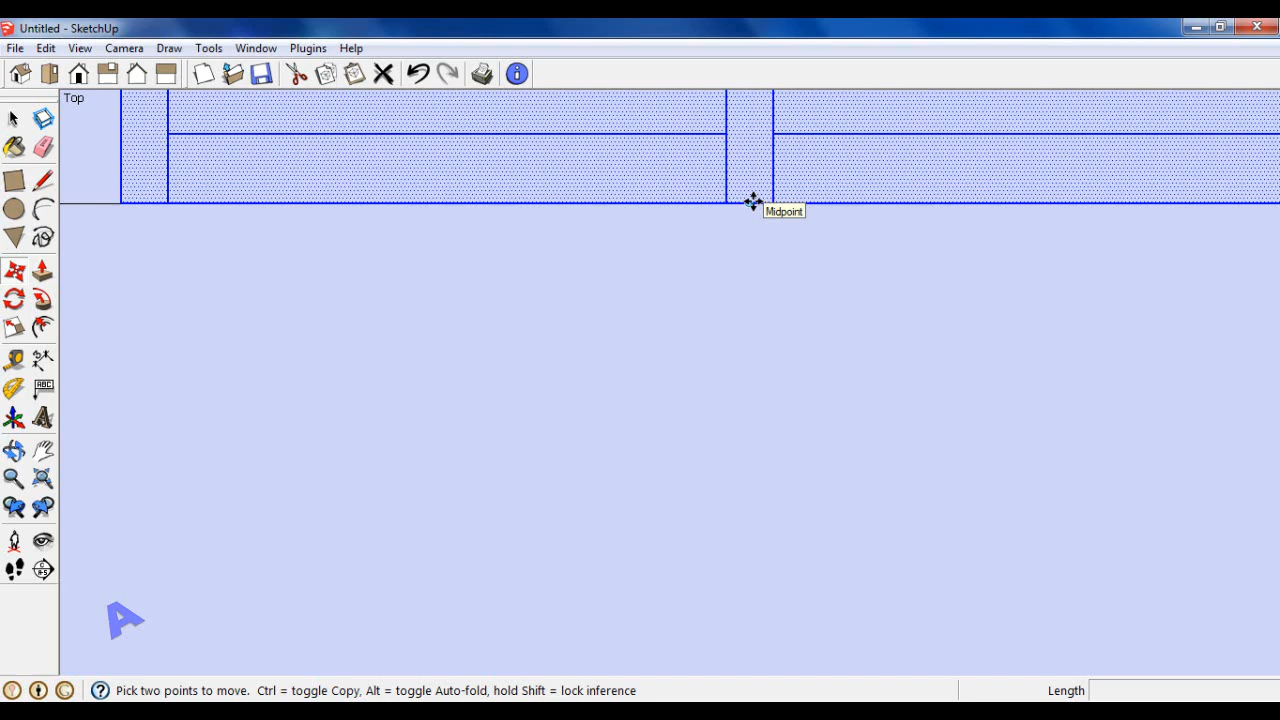 Untitled - SketchUp
File Edit View Camera Draw Tools Window Plugins Help
Top
Midpoint
ABC
A
Pick two points to move. Ctrl = toggle Copy, Alt = toggle Auto-fold, hold Shift = lock inference
Length